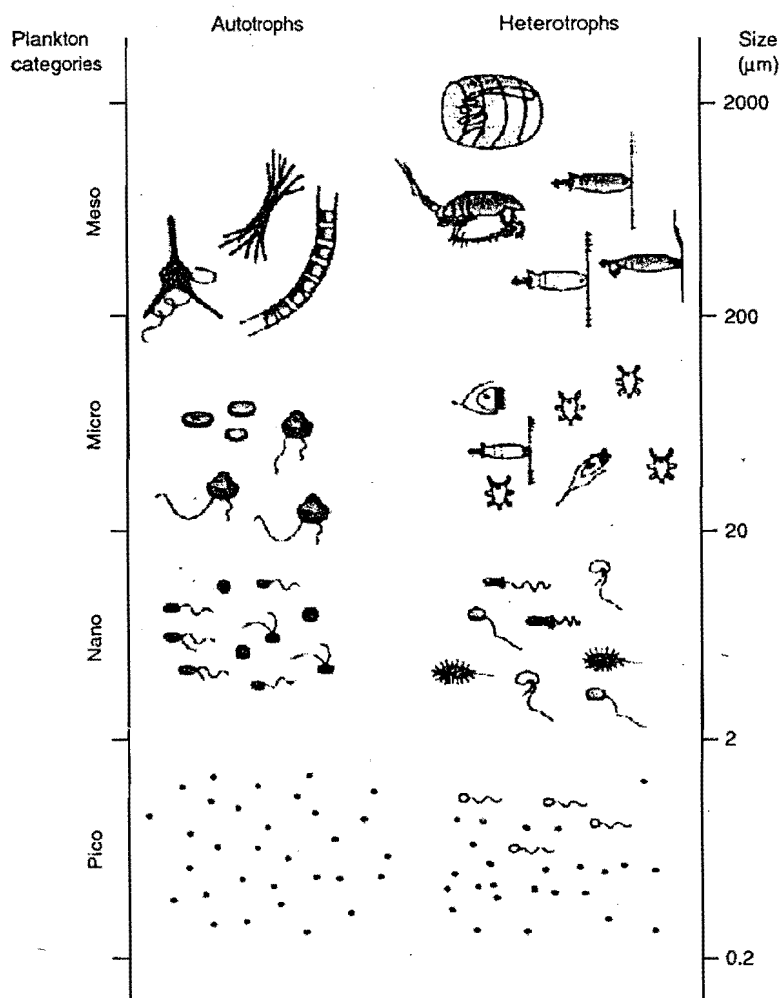 Autotrophs
Heterotrophs
Plankton
categories
Size
(µm)
2000
Meso
200
Micro
20
Nano
2
Pico
0.2